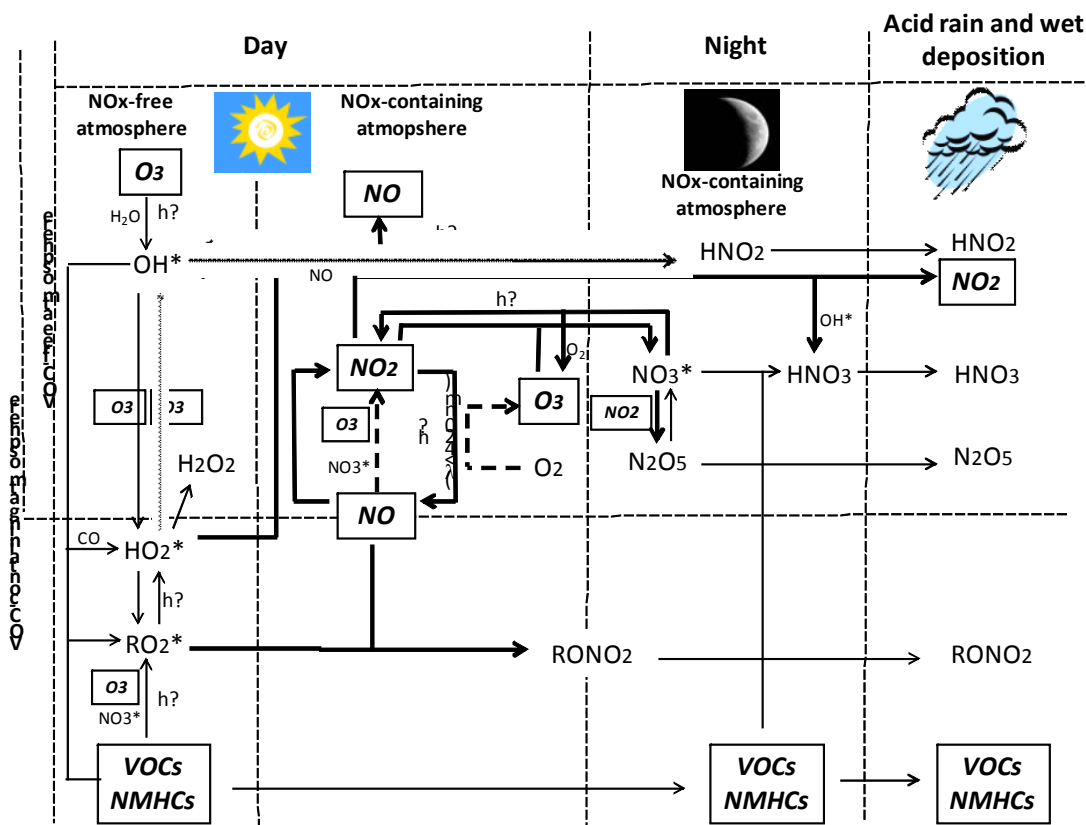 Day
Night
Acid rain and wet
deposition
NOx-free
atmosphere
NOx-containing
atmopshere
NOx-containing
atmosphere
O3
H2O
h?
OH*
NO
NO
HNO2
HNO2
NO2
h?
O2
OH*
NO2
NO3*
HNO3
HNO3
O3
O3
O3
NO3*
O3
NO2
O2
N2O5
N2O5
H2O2
NO
CO
HO2*
h?
RO2*
RONO2
RONO2
O3
NO3*
h?
VOCs
NMHCs
VOCs
NMHCs
VOCs
NMHCs